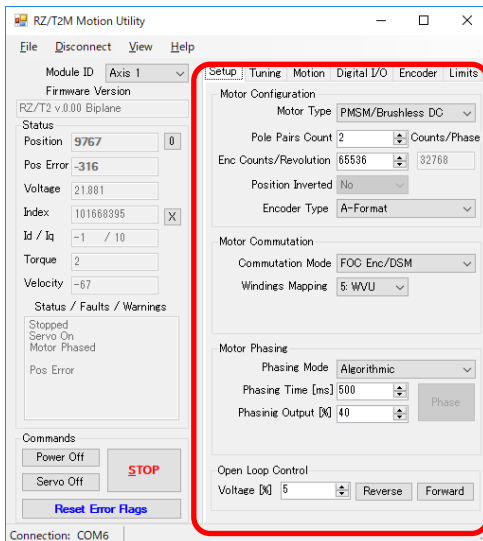 RZ/T2M Motion Utility
File Disconnect View Help
Module ID Axis 1
Firmware Version
RZ/T2 v.0.00 Biplane
Status
Position 9767 0
Pos Error -316
Voltage 21.881
Index 101668395 X
Id / Iq -1 / 10
Torque 2
Velocity -67
Status / Faults / Warnings
Stopped
Servo On
Motor Phased
Pos Error
Commands
Power Off
Servo Off
STOP
Reset Error Flags
Connection: COM6
Setup Tuning Motion Digital I/O Encoder Limits
Motor Configuration
Motor Type PMSM/Brushless DC
Pole Pairs Count 2 Counts/Phase
Enc Counts/Revolution 65536 32768
Position Inverted No
Encoder Type A-Format
Motor Commutation
Commutation Mode FOC Enc/DSM
Windings Mapping 5: WVU
Motor Phasing
Phasing Mode Algorithmic
Phasing Time [ms] 500
Phasinig Output [%] 40
Phase
Open Loop Control
Voltage [%] 5 Reverse Forward